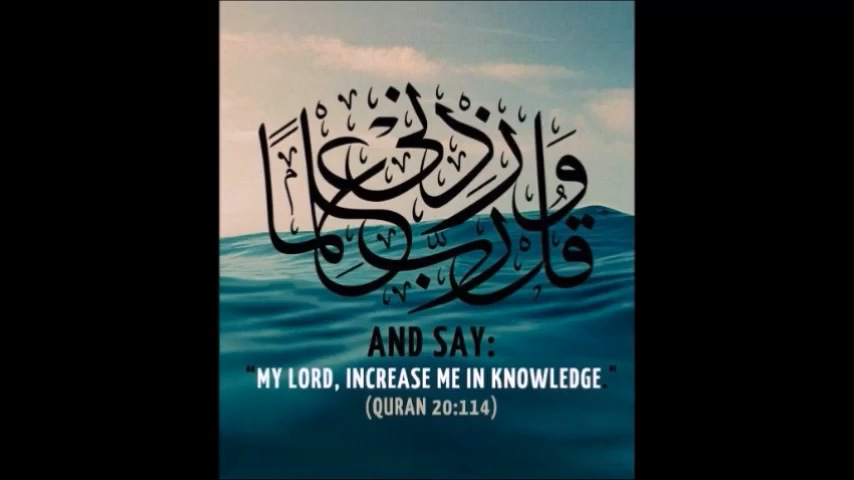 وَقُل رَّبِّ زِدْنِي عِلْمًا
AND SAY:
"MY LORD, INCREASE ME IN KNOWLEDGE."
(QURAN 20:114)